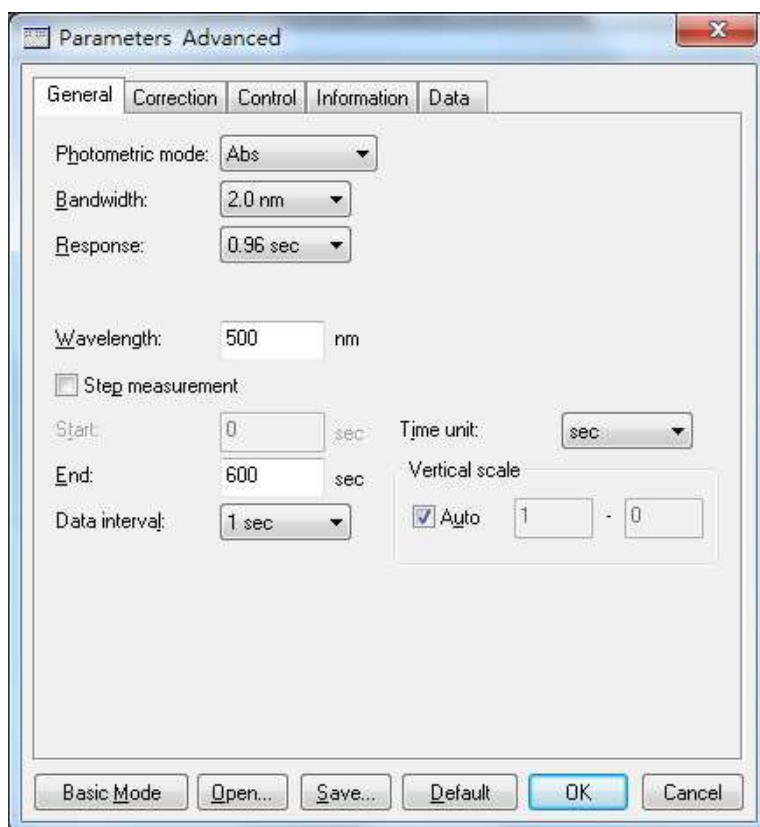 Parameters Advanced
General Correction Control Information Data
Photometric mode: Abs
Bandwidth: 2.0 nm
Response: 0.96 sec
Wavelength: 500 nm
Step measurement
Start: 0 sec Time unit: sec
End: 600 sec Vertical scale
Data interval: 1 sec Auto 1 - 0
Basic Mode Open... Save... Default OK Cancel